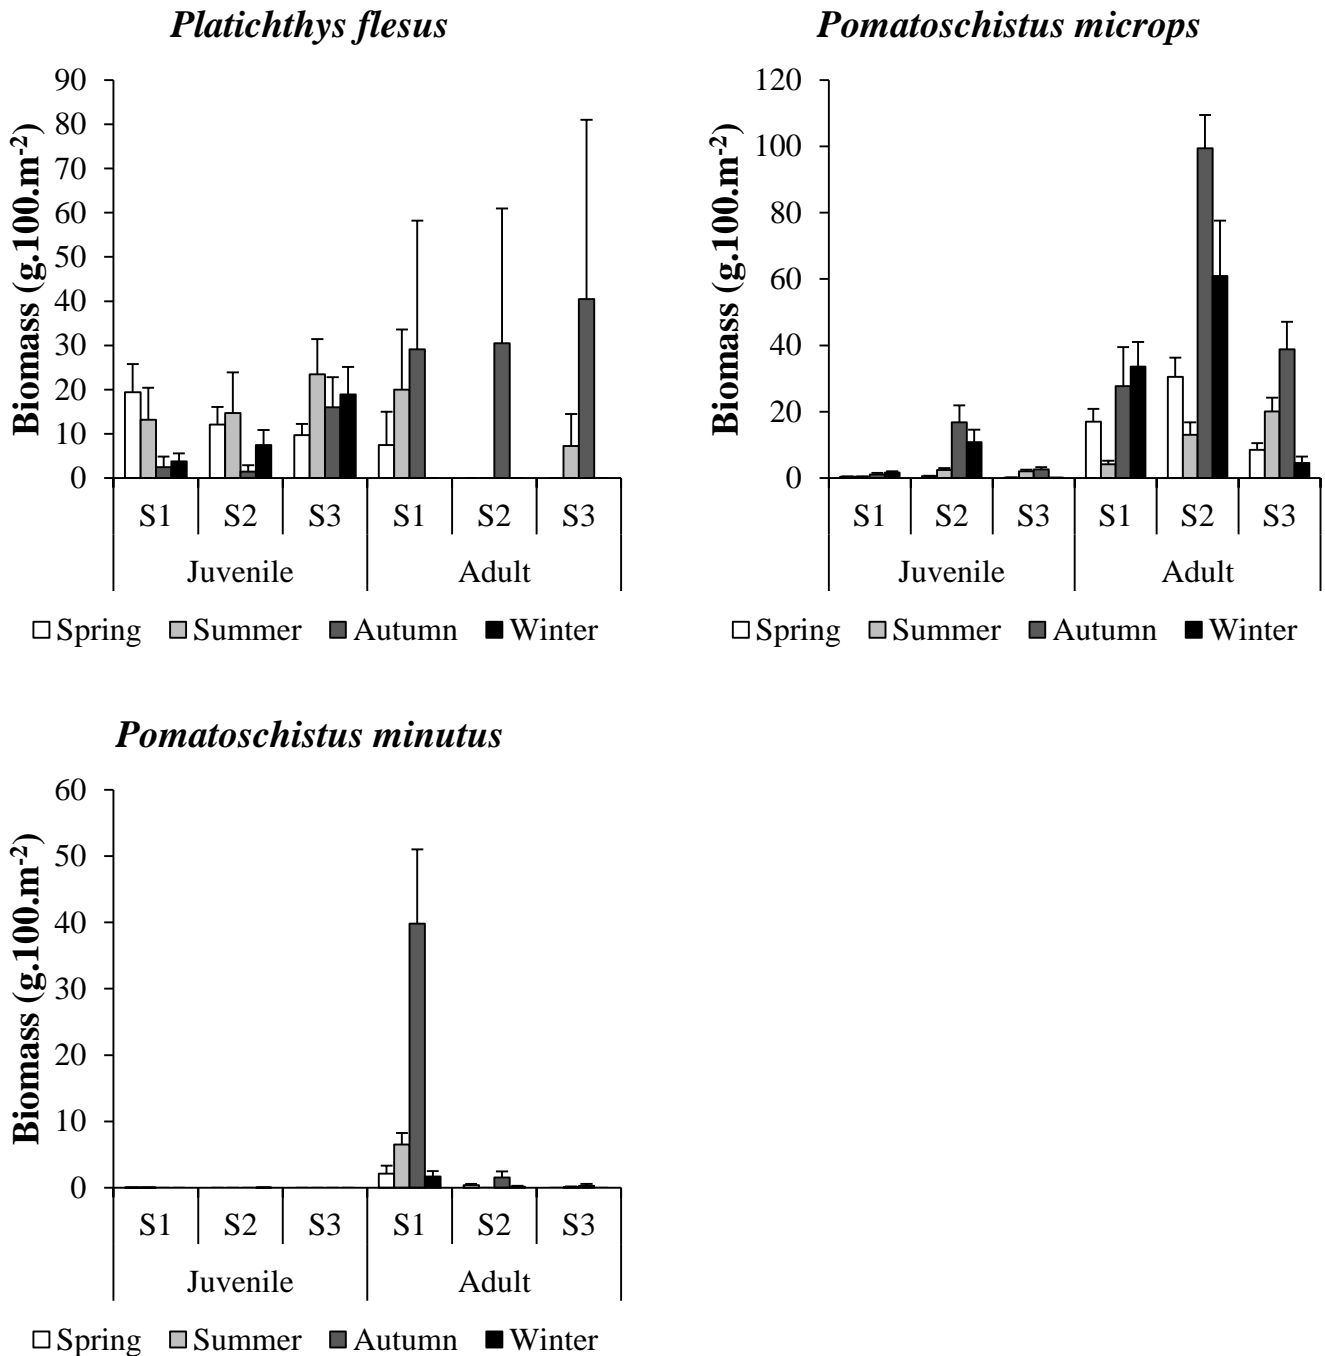 Platichthys flesus
Biomass (g.100.m-2)
90
80
70
60
50
40
30
20
10
0
S1 S2 S3 S1 S2 S3
Juvenile Adult
Spring Summer Autumn Winter
Pomatoschistus microps
Biomass (g.100.m-2)
120
100
80
60
40
20
0
S1 S2 S3 S1 S2 S3
Juvenile Adult
Spring Summer Autumn Winter
Pomatoschistus minutus
Biomass (g.100.m-2)
60
50
40
30
20
10
0
S1 S2 S3 S1 S2 S3
Juvenile Adult
Spring Summer Autumn Winter